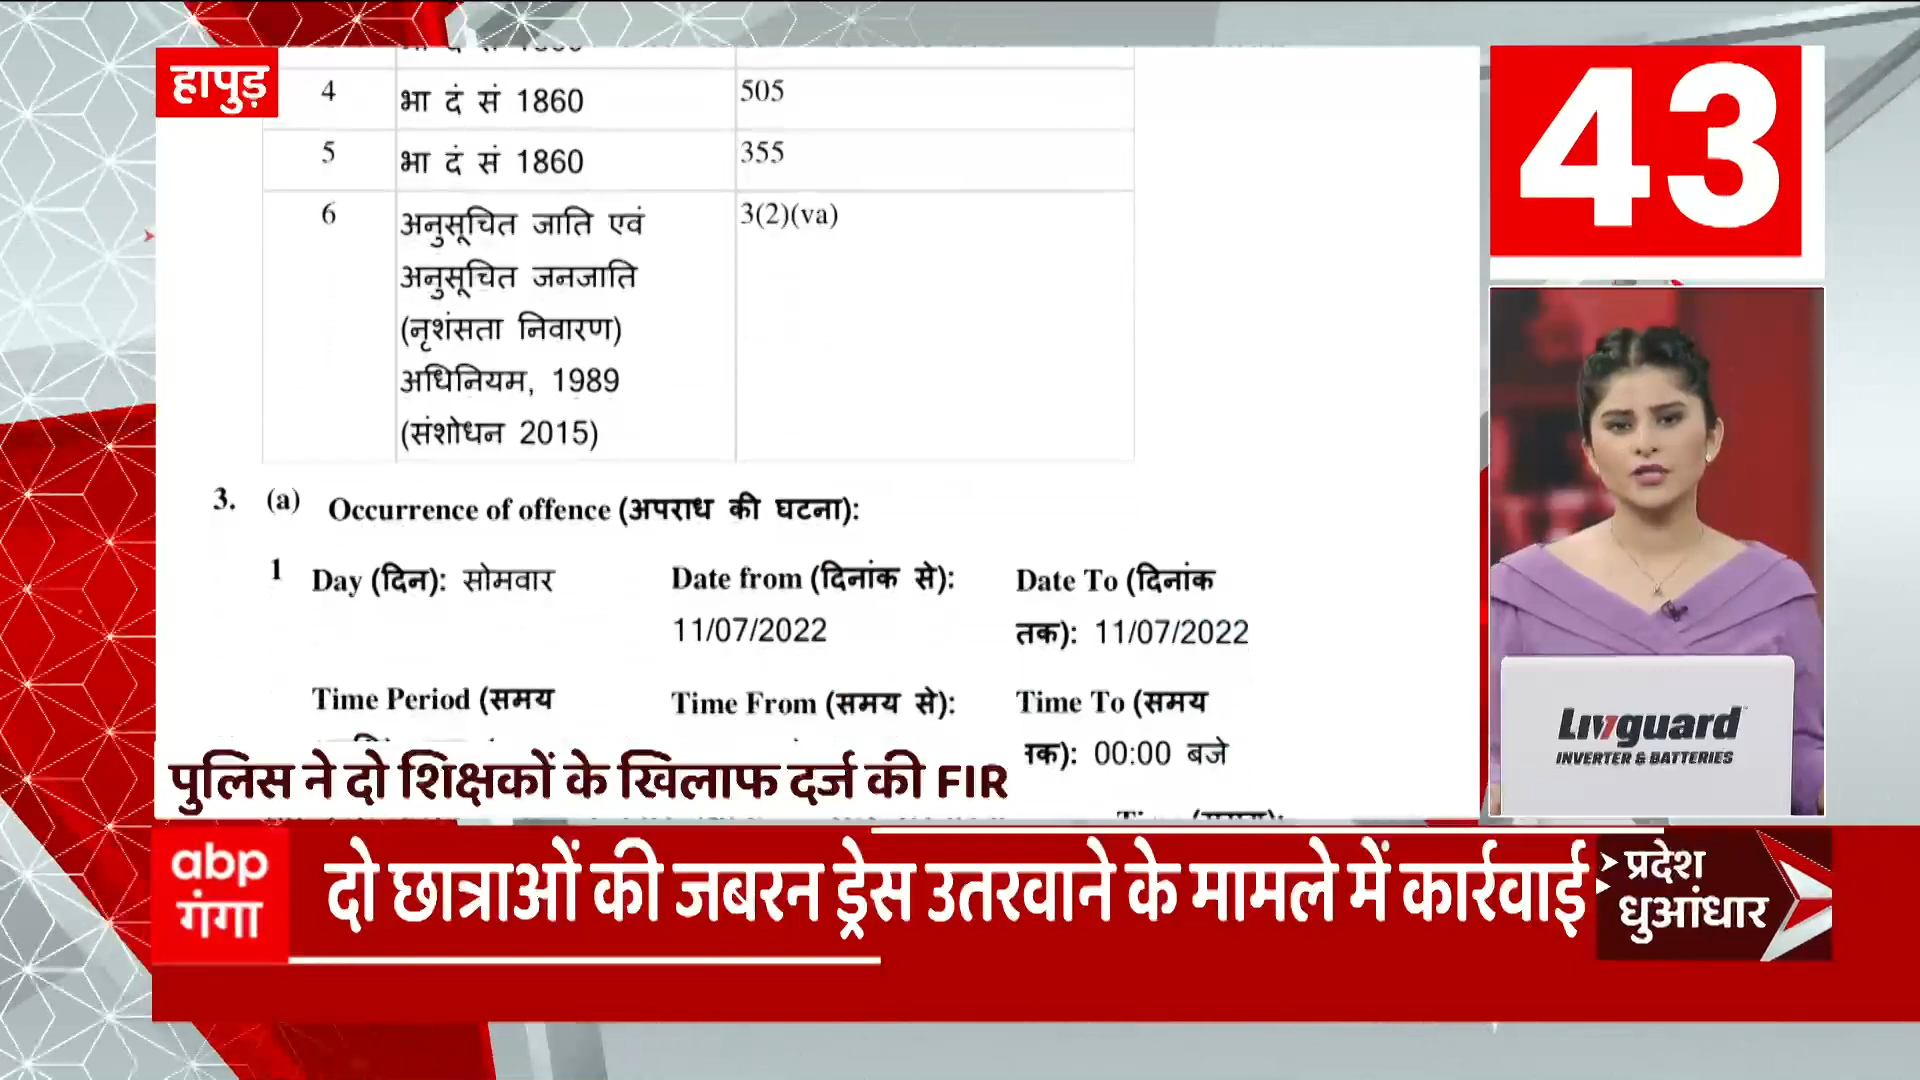 हापुड़
43
4 भा दं सं 1860 505
5 भा दं सं 1860 355
6 अनुसूचित जाति एवं 3(2)(va)
अनुसूचित जनजाति
(नृशंसता निवारण)
अधिनियम, 1989
(संशोधन 2015)
3. (a) Occurrence of offence (अपराध की घटना):
1 Day (दिन): सोमवार Date from (दिनांक से): Date To (दिनांक
11/07/2022 तक): 11/07/2022
Time Period (समय Time From (समय से): Time To (समय
तक): 00:00 बजे
पुलिस ने दो शिक्षकों के खिलाफ दर्ज की FIR
Livguard
INVERTER & BATTERIES
abp
गंगा
दो छात्राओं की जबरन ड्रेस उतरवाने के मामले में कार्रवाई
प्रदेश
धुआंधार